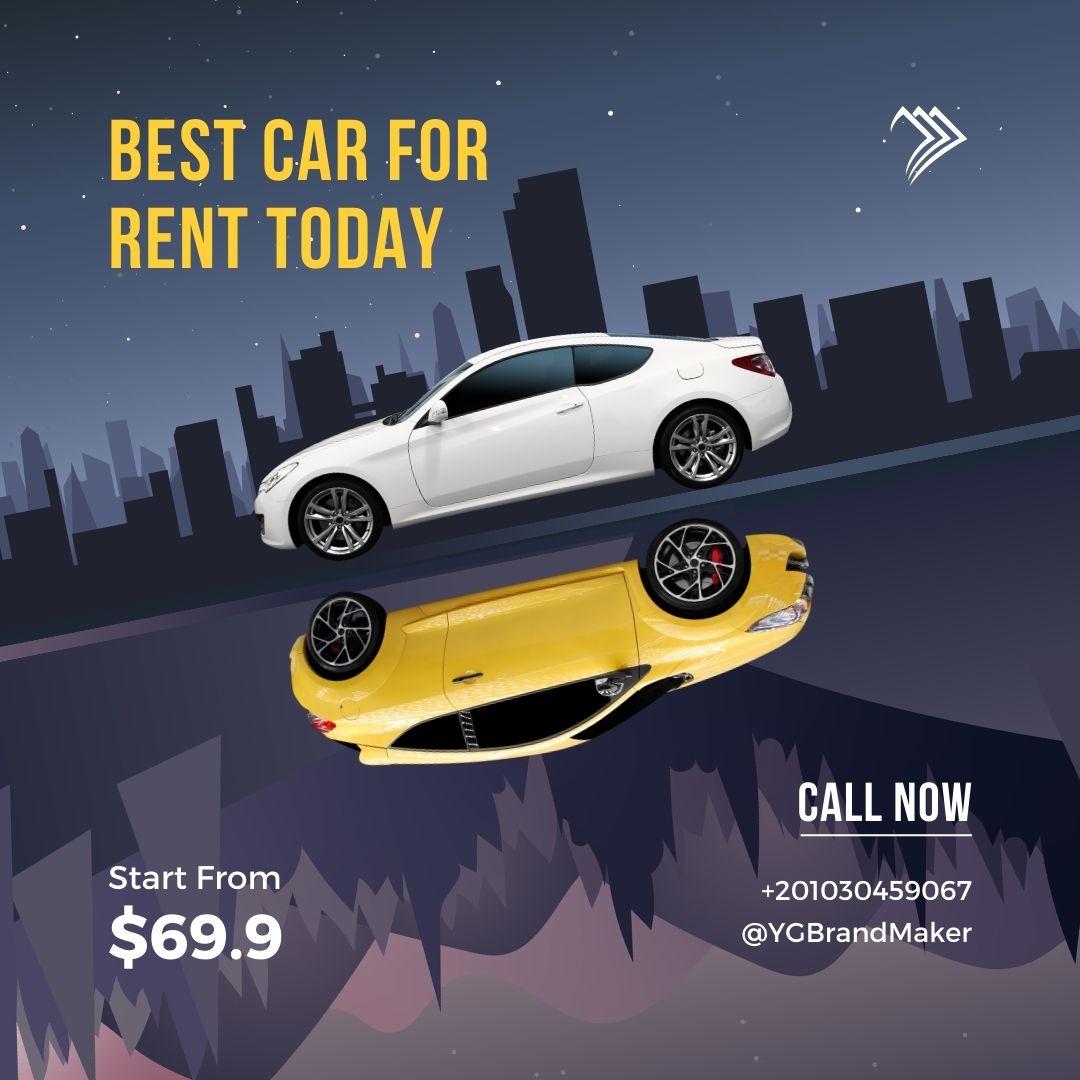 BEST CAR FOR
RENT TODAY
Start From
$69.9
CALL NOW
+201030459067
@YGBrandMaker